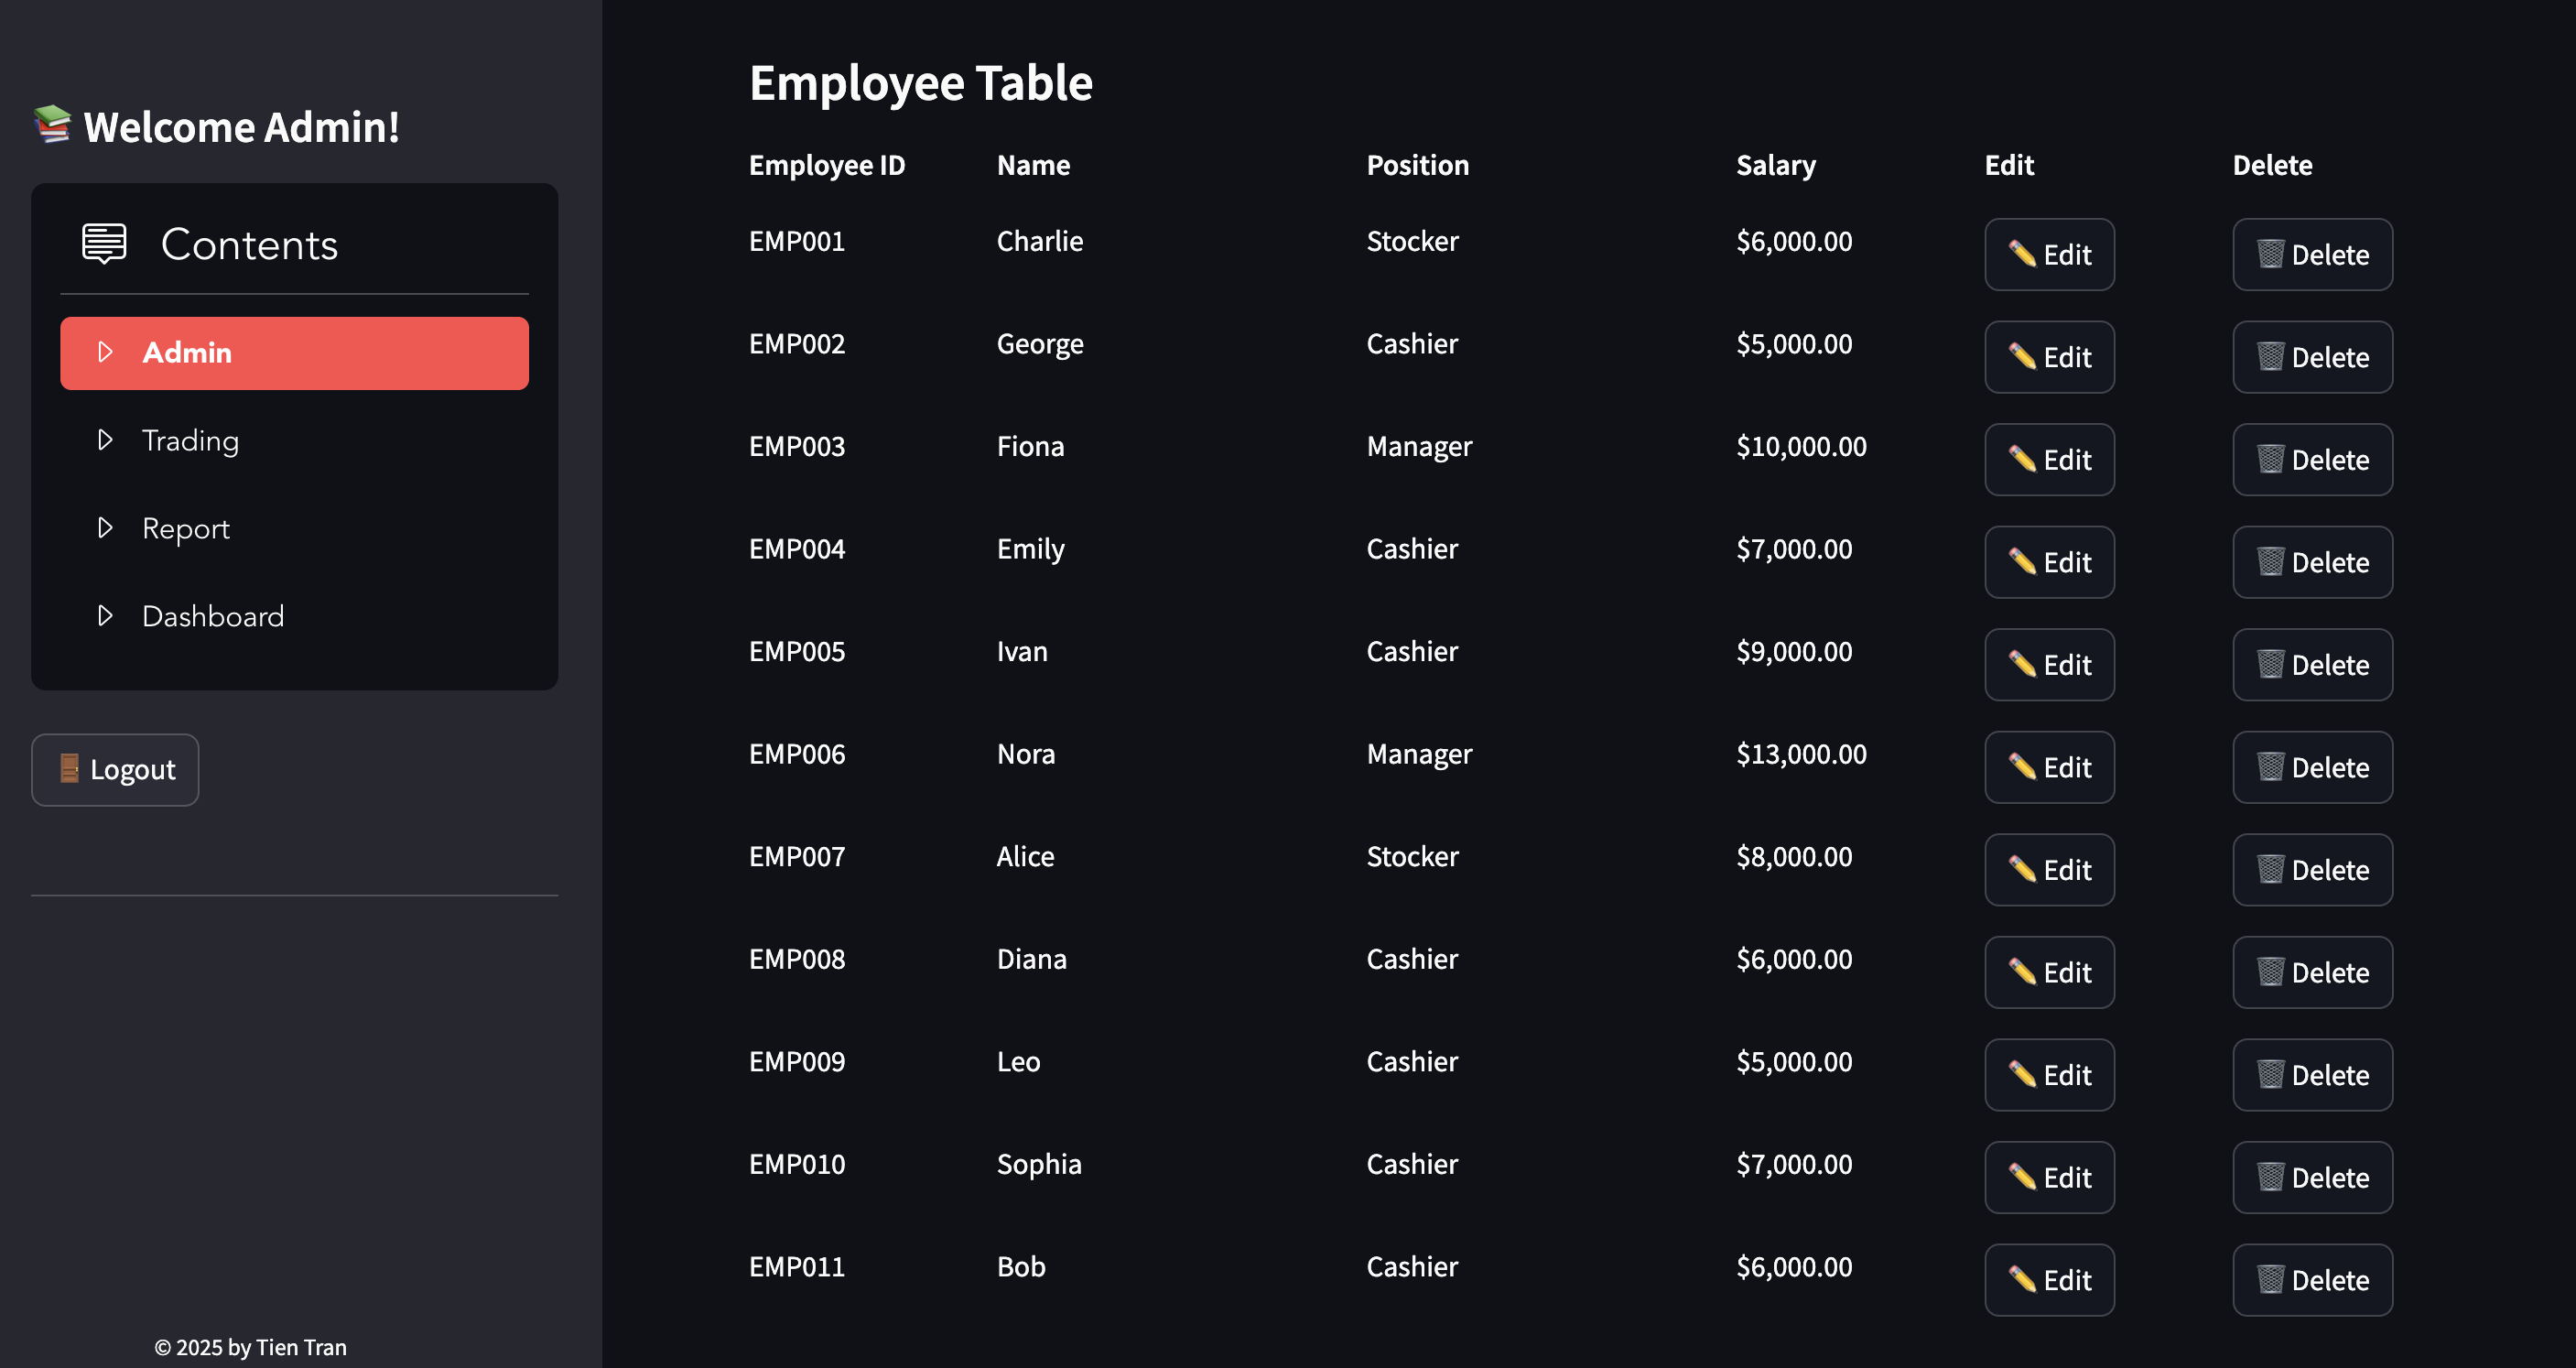 📚 Welcome Admin!
Contents
Admin
Trading
Report
Dashboard
🚪 Logout
© 2025 by Tien Tran
Employee Table
Employee ID Name Position Salary Edit Delete
EMP001 Charlie Stocker $6,000.00 ✏️ Edit 🗑️ Delete
EMP002 George Cashier $5,000.00 ✏️ Edit 🗑️ Delete
EMP003 Fiona Manager $10,000.00 ✏️ Edit 🗑️ Delete
EMP004 Emily Cashier $7,000.00 ✏️ Edit 🗑️ Delete
EMP005 Ivan Cashier $9,000.00 ✏️ Edit 🗑️ Delete
EMP006 Nora Manager $13,000.00 ✏️ Edit 🗑️ Delete
EMP007 Alice Stocker $8,000.00 ✏️ Edit 🗑️ Delete
EMP008 Diana Cashier $6,000.00 ✏️ Edit 🗑️ Delete
EMP009 Leo Cashier $5,000.00 ✏️ Edit 🗑️ Delete
EMP010 Sophia Cashier $7,000.00 ✏️ Edit 🗑️ Delete
EMP011 Bob Cashier $6,000.00 ✏️ Edit 🗑️ Delete